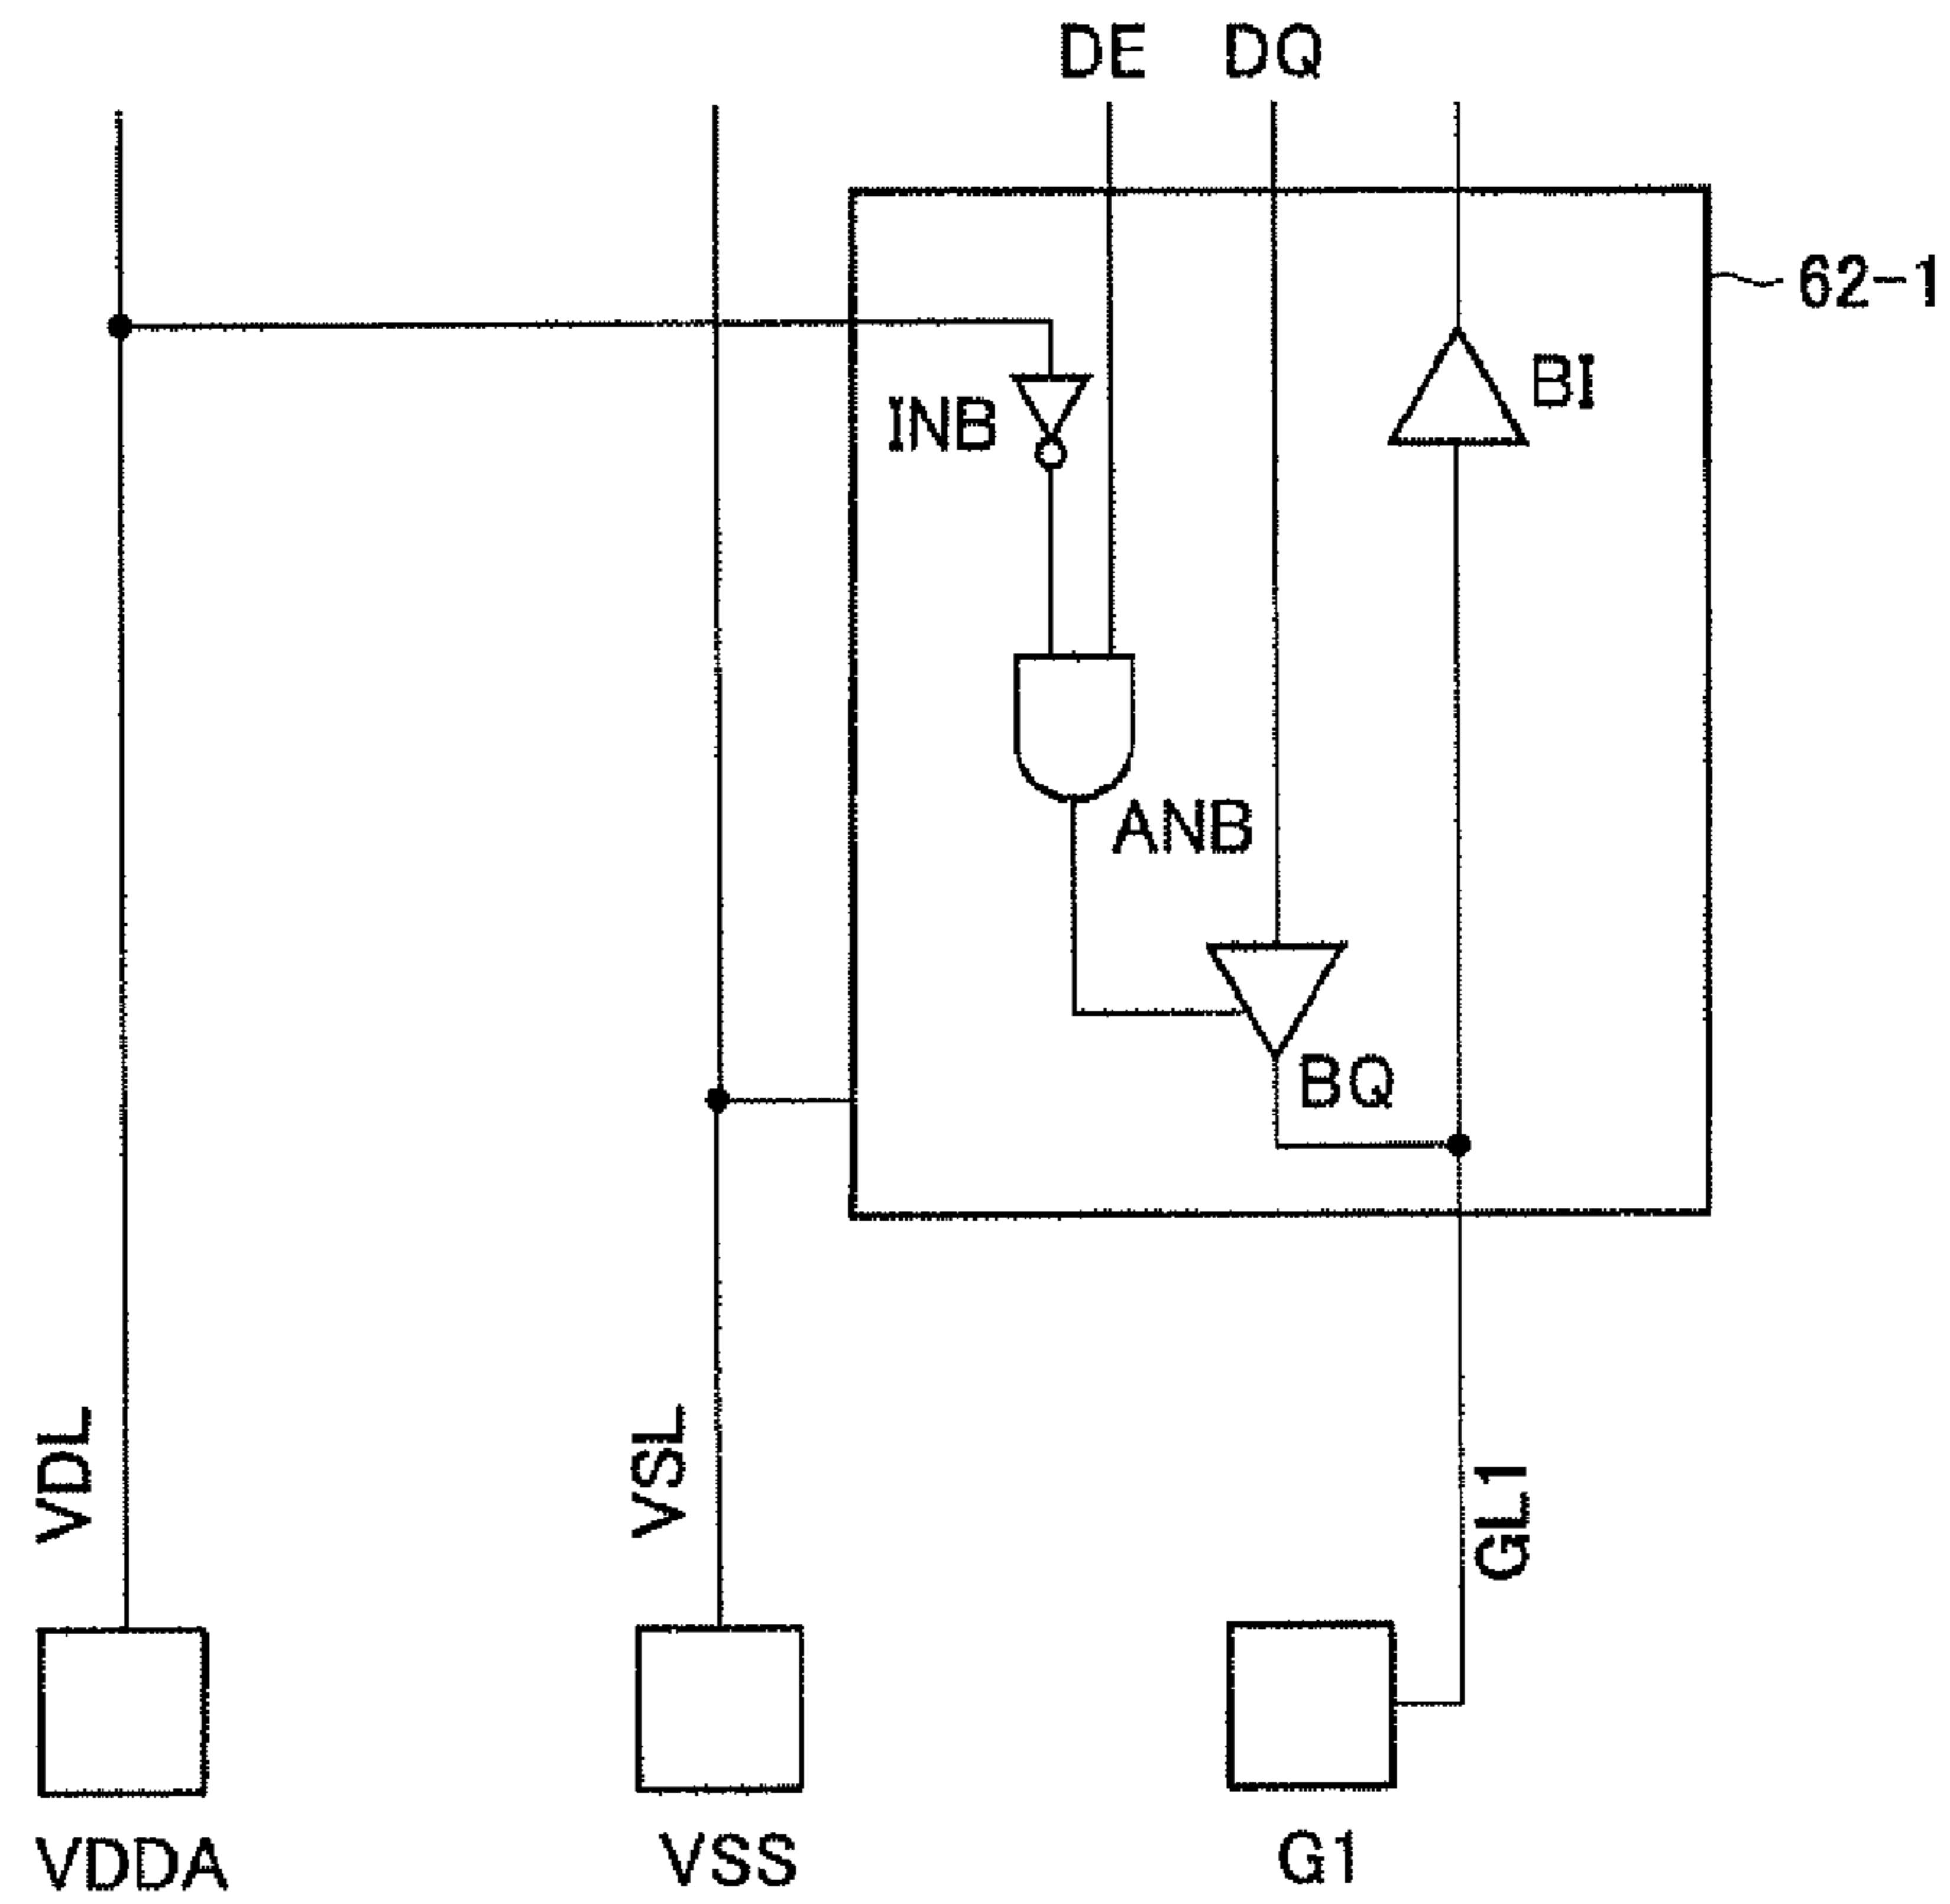 DE DQ
62-1
BI
INB
ANB
BQ
VDL
VSL
GL1
VDDA VSS G1